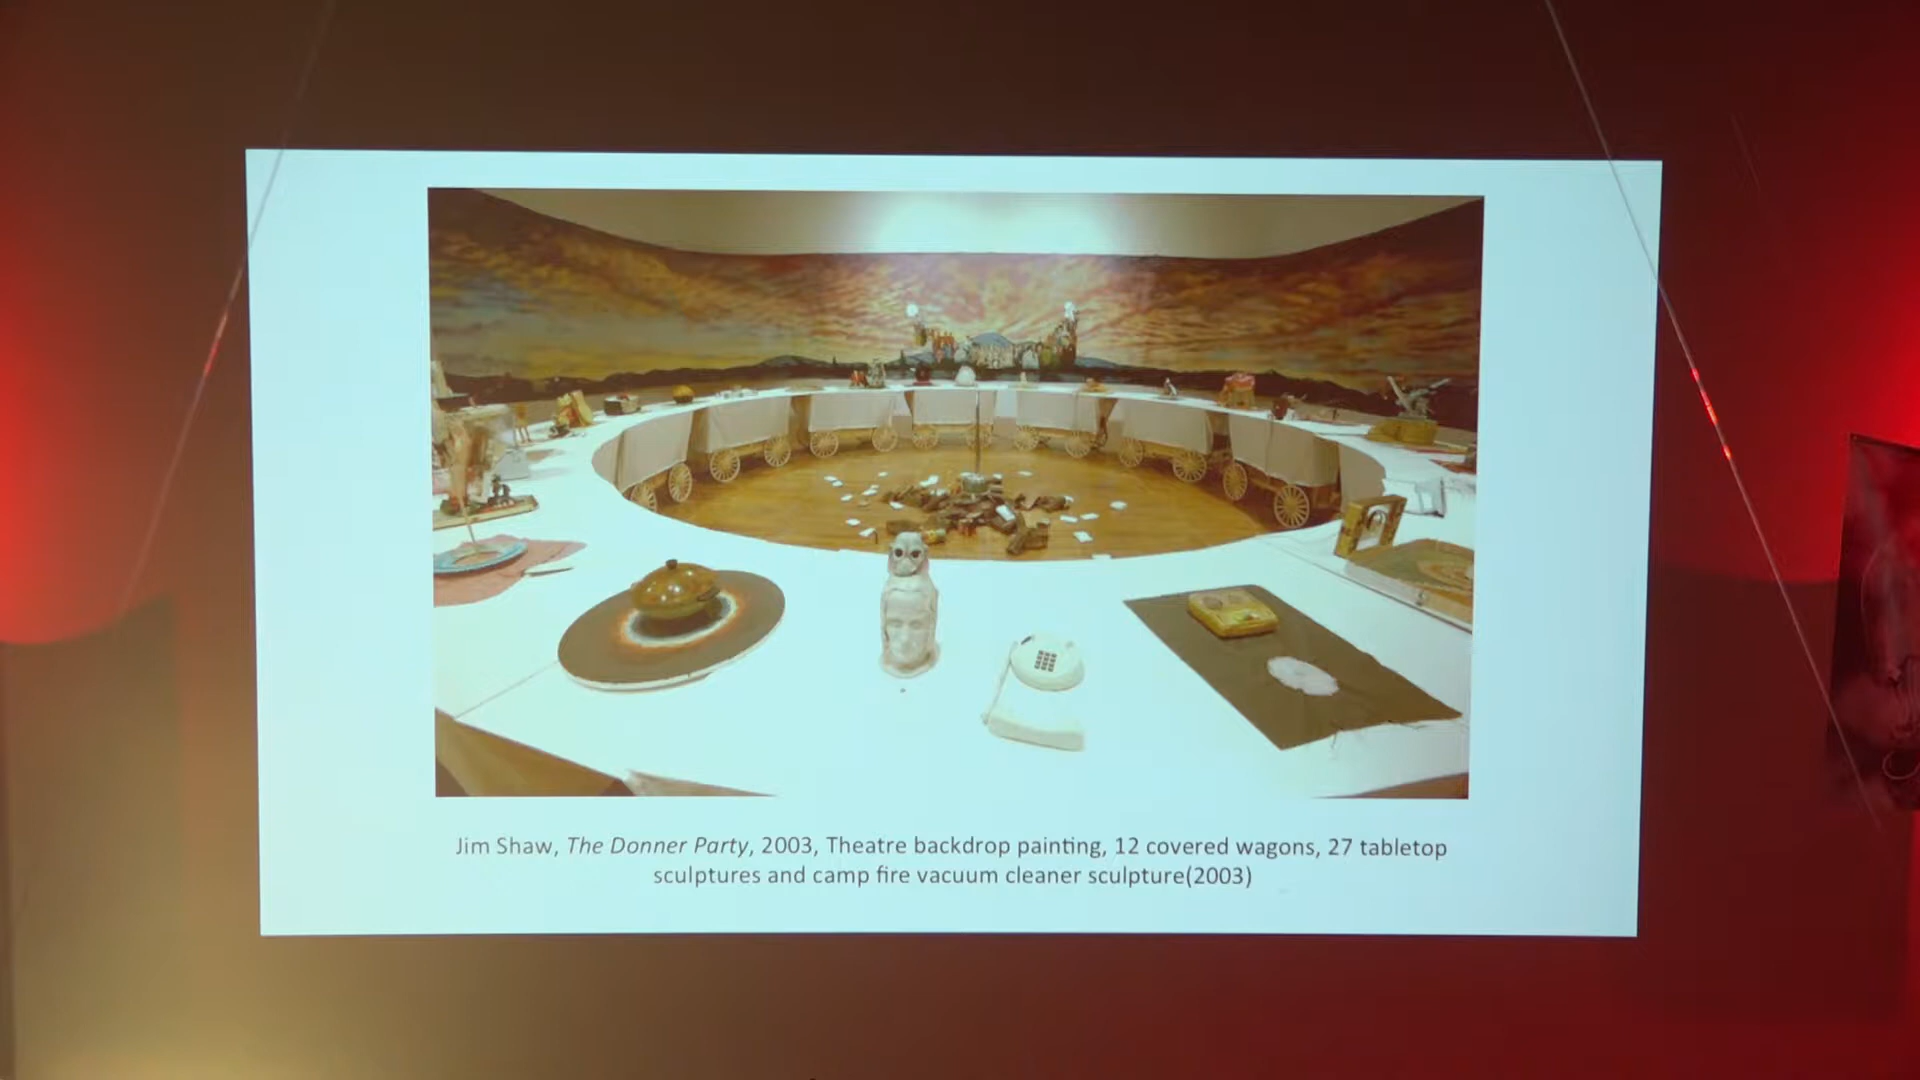 Jim Shaw, The Donner Party, 2003, Theatre backdrop painting, 12 covered wagons, 27 tabletop
sculptures and camp fire vacuum cleaner sculpture(2003)